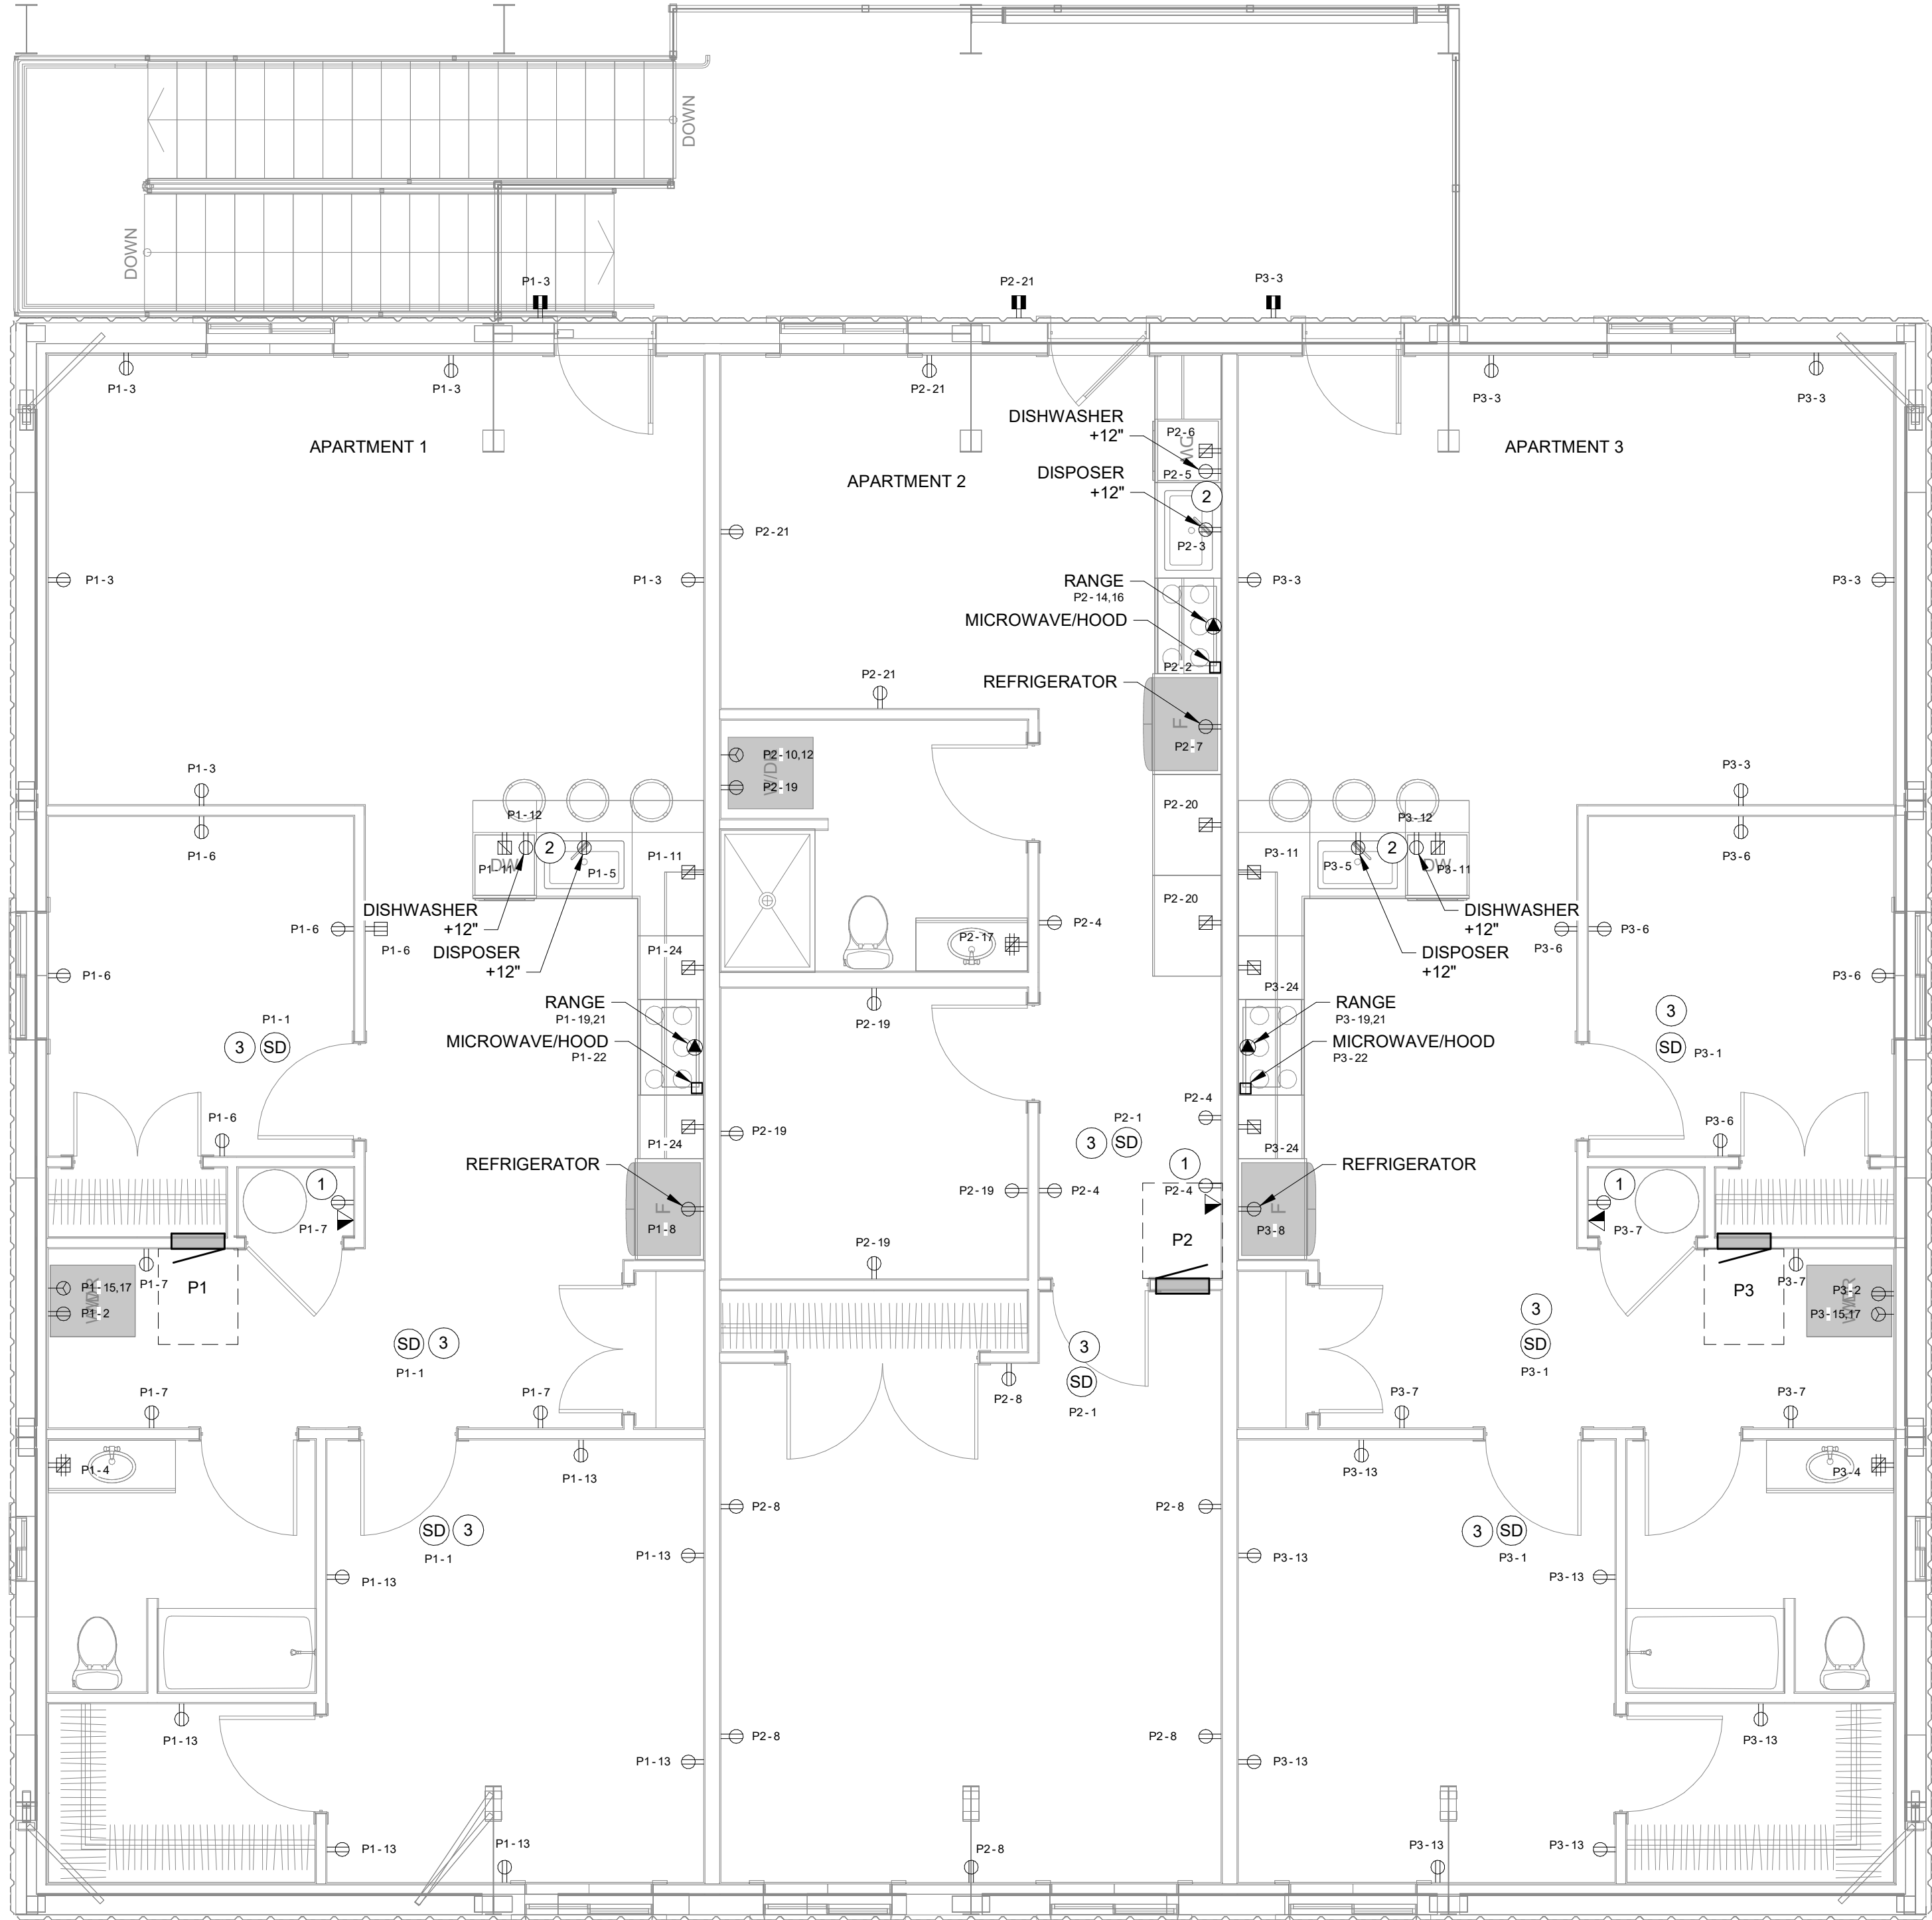 DOWN
DOWN
P1-3
P2-21
P3-3
P1-3
P1-3
P2-21
P3-3
P3-3
APARTMENT 1
APARTMENT 2
APARTMENT 3
DISHWASHER
+12"
P2-6
P2-5
DISPOSER
+12"
2
P2-3
P2-21
P1-3
P1-3
P3-3
P3-3
RANGE
P2-14,16
MICROWAVE/HOOD
P2-2
REFRIGERATOR
F
P2-7
P2-21
P2-10,12
W/D
P2-19
P1-3
P3-3
P1-6
P3-6
P2-20
P2-20
P1-12
2
DW
P1-11
P1-5
P1-11
P3-11
P3-5
2
P3-12
DW
P3-11
DISHWASHER
+12"
DISPOSER
+12"
DISHWASHER
+12"
DISPOSER
+12"
P1-6
P1-6
P1-6
P2-17
P2-4
P3-6
P3-6
P3-6
P1-24
P3-24
RANGE
P1-19,21
MICROWAVE/HOOD
P1-22
RANGE
P3-19,21
MICROWAVE/HOOD
P3-22
P2-19
P1-1
3
SD
3
SD
P3-1
P1-6
P2-19
P2-1
3
SD
P2-4
P3-6
P1-24
P3-24
REFRIGERATOR
REFRIGERATOR
1
P1-7
F
P1-8
P2-19
P2-4
1
P2-4
F
P3-8
1
P3-7
P2-19
P2
P1-7
P1-15,17
P1-2
P1
P3-7
P3-2
P3-15,17
P3
SD
3
P1-1
3
SD
P2-1
3
SD
P3-1
P1-7
P1-7
P2-8
P3-7
P3-7
P1-4
P1-13
P3-13
P3-4
P2-8
P2-8
SD
3
P1-1
3
SD
P3-1
P1-13
P1-13
P3-13
P3-13
P1-13
P1-13
P2-8
P2-8
P3-13
P3-13
P1-13
P1-13
P2-8
P3-13
P3-13